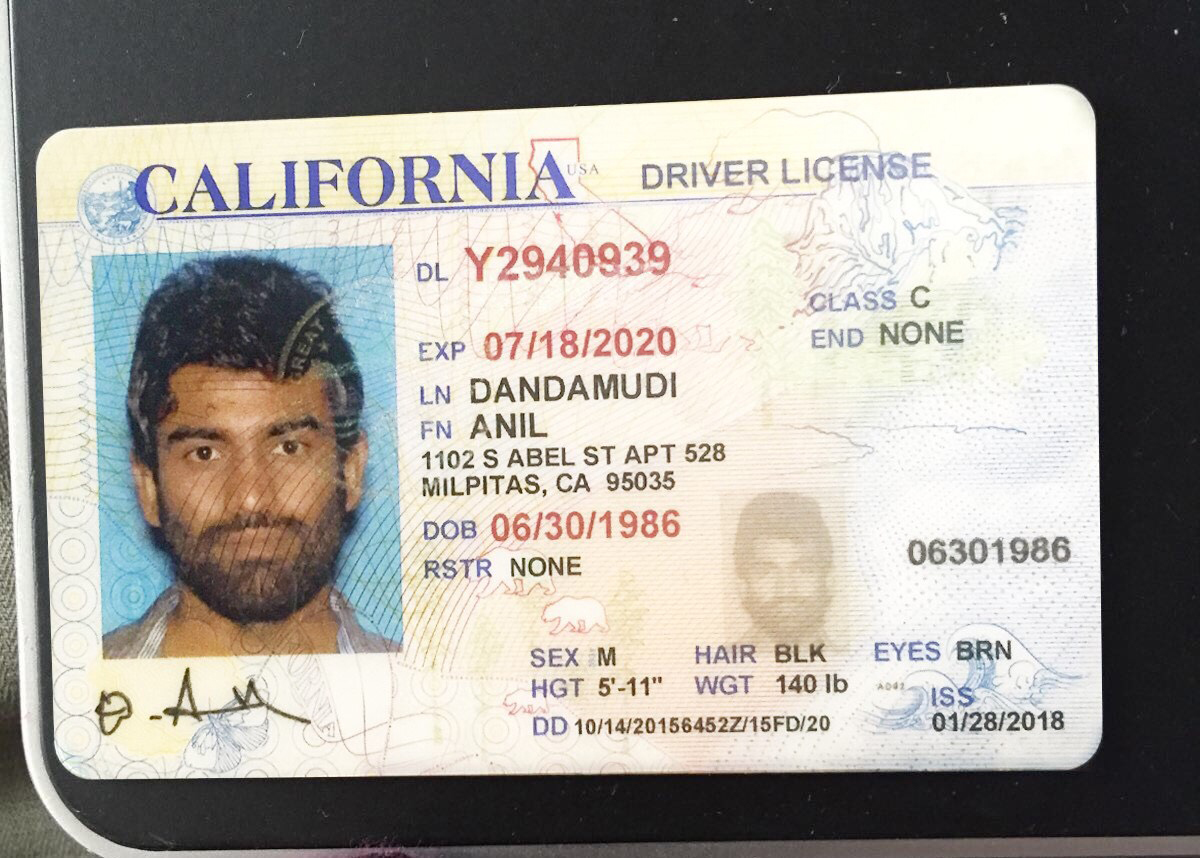 CALIFORNIA USA DRIVER LICENSE
DL Y2940939
CLASS C
EXP 07/18/2020
END NONE
LN DANDAMUDI
FN ANIL
1102 S ABEL ST APT 528
MILPITAS, CA 95035
DOB 06/30/1986
RSTR NONE
06301986
SEX M HAIR BLK EYES BRN
HGT 5'-11" WGT 140 lb ISS
DD 10/14/20156452Z/15FD/20 01/28/2018